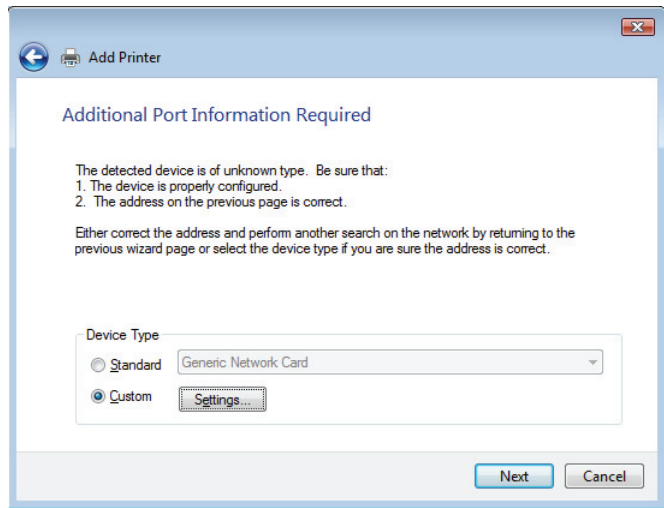 Add Printer
Additional Port Information Required
The detected device is of unknown type.  Be sure that:
1. The device is properly configured.
2.  The address on the previous page is correct.
Either correct the address and perform another search on the network by returning to the
previous wizard page or select the device type if you are sure the address is correct.
Device Type
Standard Generic Network Card
Custom Settings...
Next Cancel